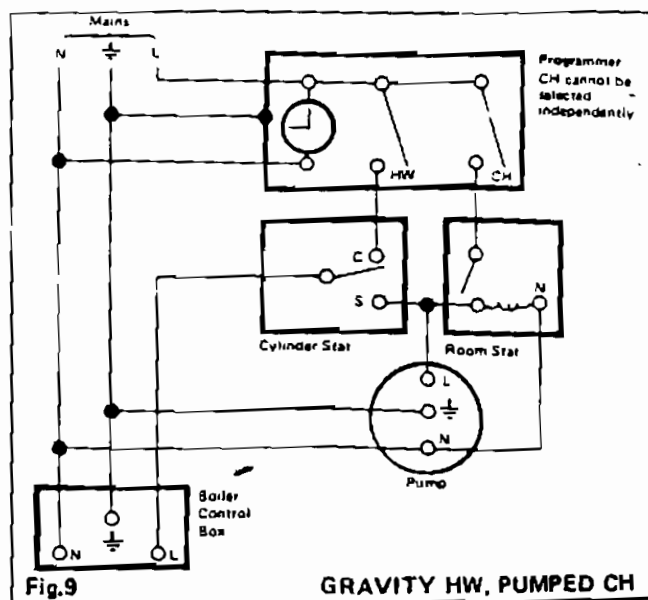 Mains
N ⏚ L
Programmer
CH cannot be
selected
independently
HW
CH
C
S
N
Cylinder Stat
Room Stat
L
⏚
N
Pump
Boiler
Control
Box
N ⏚ L
Fig.9 GRAVITY HW, PUMPED CH